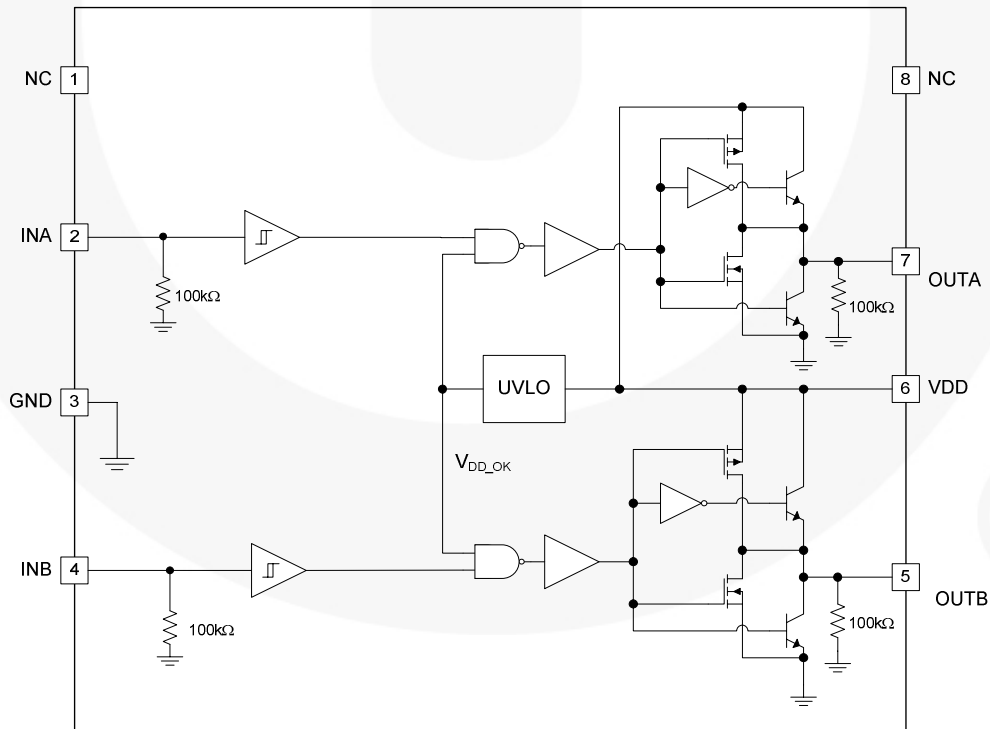 NC 1
8 NC
INA 2
100kΩ
7 OUTA
100kΩ
GND 3
UVLO
6 VDD
VDD_OK
INB 4
100kΩ
5 OUTB
100kΩ